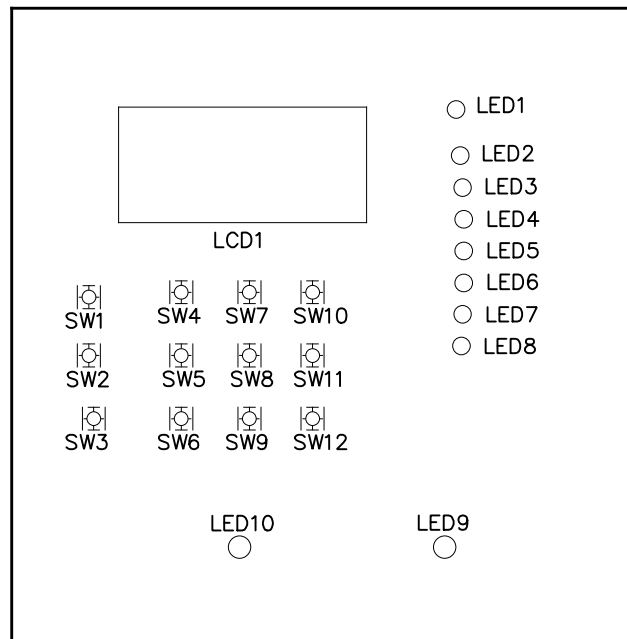 LED1
LED2
LED3
LED4
LED5
LED6
LED7
LED8
LCD1
SW1 SW4 SW7 SW10
SW2 SW5 SW8 SW11
SW3 SW6 SW9 SW12
LED10 LED9